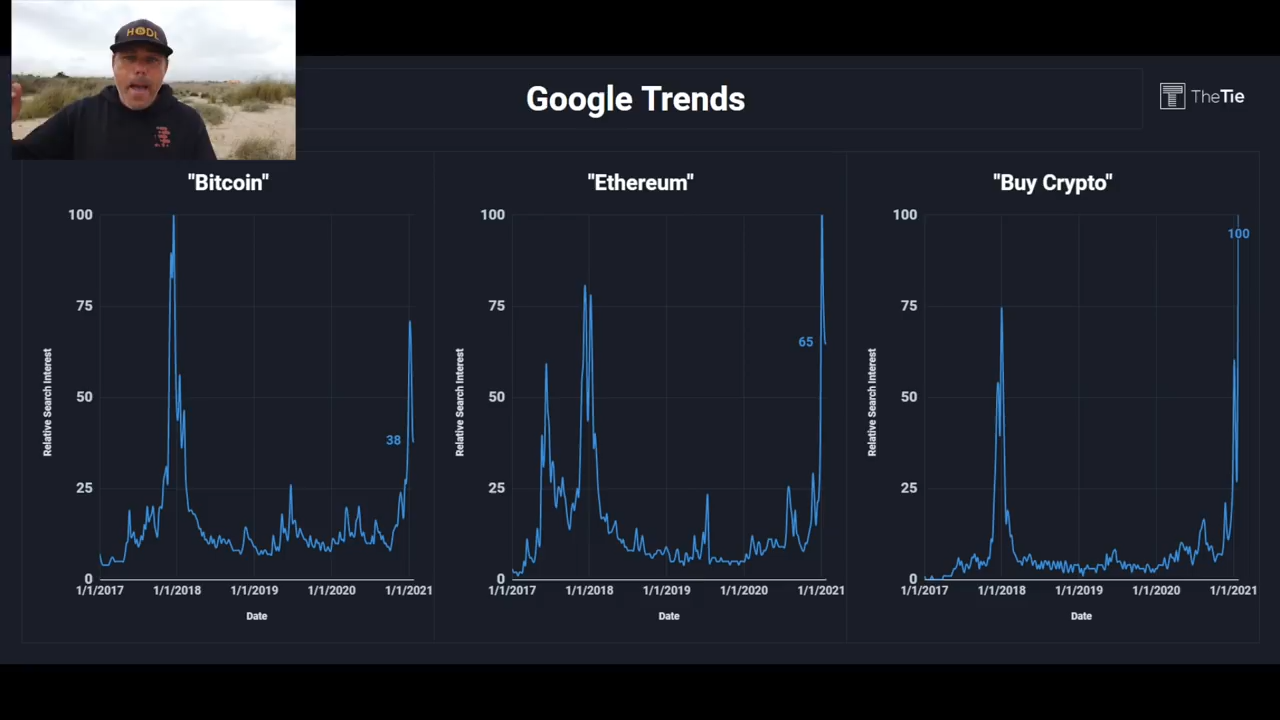 HODL
Google Trends
TheTie
"Bitcoin"
100
75
50
25
0
38
Relative Search Interest
1/1/2017 1/1/2018 1/1/2019 1/1/2020 1/1/2021
Date
"Ethereum"
100
75
50
25
0
65
Relative Search Interest
1/1/2017 1/1/2018 1/1/2019 1/1/2020 1/1/2021
Date
"Buy Crypto"
100
75
50
25
0
100
Relative Search Interest
1/1/2017 1/1/2018 1/1/2019 1/1/2020 1/1/2021
Date